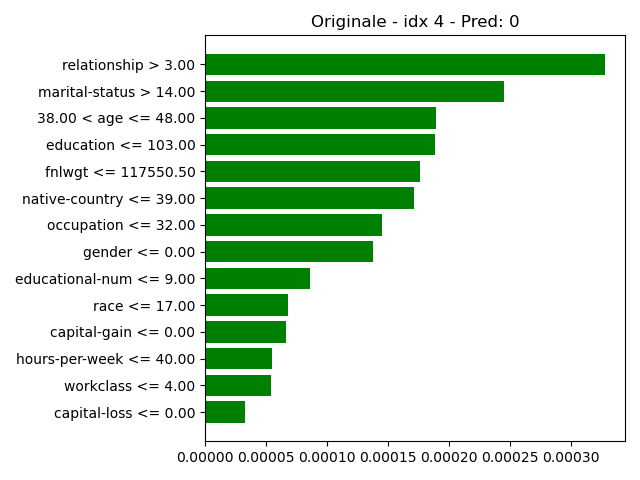 Originale - idx 4 - Pred: 0
relationship > 3.00
marital-status > 14.00
38.00 < age <= 48.00
education <= 103.00
fnlwgt <= 117550.50
native-country <= 39.00
occupation <= 32.00
gender <= 0.00
educational-num <= 9.00
race <= 17.00
capital-gain <= 0.00
hours-per-week <= 40.00
workclass <= 4.00
capital-loss <= 0.00
0.00000 0.00005 0.00010 0.00015 0.00020 0.00025 0.00030